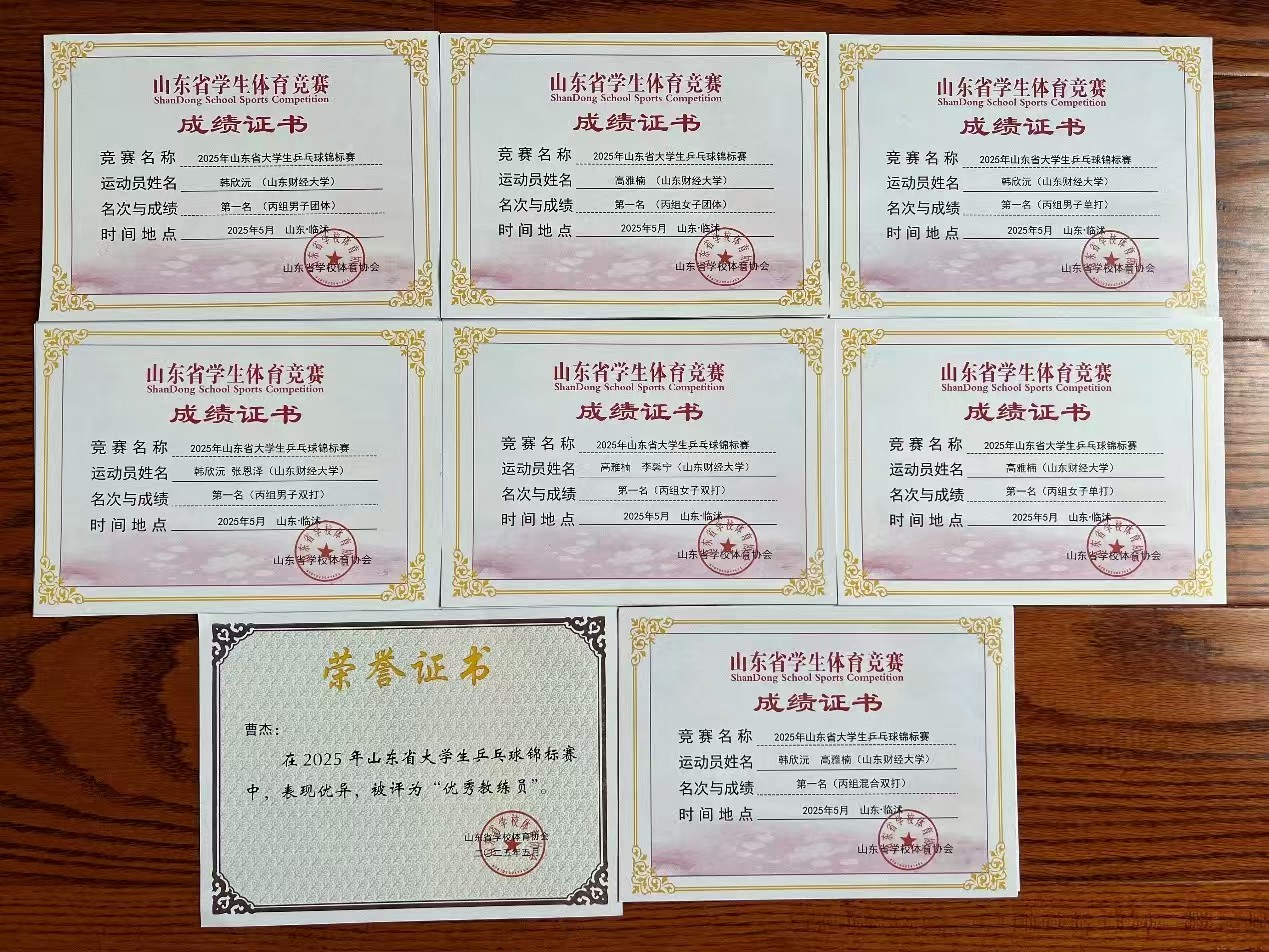 山东省学生体育竞赛
ShanDong School Sports Competition
成绩证书
竞赛名称 2025年山东省大学生乒乓球锦标赛
运动员姓名 韩欣沅 （山东财经大学）
名次与成绩 第一名 （丙组男子团体）
时间地点 2025年5月 山东·临沭
山东省学校体育协会
山东省学生体育竞赛
ShanDong School Sports Competition
成绩证书
竞赛名称 2025年山东省大学生乒乓球锦标赛
运动员姓名 高雅楠 （山东财经大学）
名次与成绩 第一名 （丙组女子团体）
时间地点 2025年5月 山东·临沭
山东省学校体育协会
山东省学生体育竞赛
ShanDong School Sports Competition
成绩证书
竞赛名称 2025年山东省大学生乒乓球锦标赛
运动员姓名 韩欣沅（山东财经大学）
名次与成绩 第一名（丙组男子单打）
时间地点 2025年5月 山东·临沭
山东省学校体育协会
山东省学生体育竞赛
ShanDong School Sports Competition
成绩证书
竞赛名称 2025年山东省大学生乒乓球锦标赛
运动员姓名 韩欣沅 张恩泽（山东财经大学）
名次与成绩 第一名（丙组男子双打）
时间地点 2025年5月 山东·临沭
山东省学校体育协会
山东省学生体育竞赛
ShanDong School Sports Competition
成绩证书
竞赛名称 2025年山东省大学生乒乓球锦标赛
运动员姓名 高雅楠 李馨宁（山东财经大学）
名次与成绩 第一名（丙组女子双打）
时间地点 2025年5月 山东·临沭
山东省学校体育协会
山东省学生体育竞赛
ShanDong School Sports Competition
成绩证书
竞赛名称 2025年山东省大学生乒乓球锦标赛
运动员姓名 高雅楠（山东财经大学）
名次与成绩 第一名（丙组女子单打）
时间地点 2025年5月 山东·临沭
山东省学校体育协会
荣誉证书
曹杰：
在2025年山东省大学生乒乓球锦标赛
中，表现优异，被评为“优秀教练员”。
山东省学校体育协会
二〇二五年五月
山东省学生体育竞赛
ShanDong School Sports Competition
成绩证书
竞赛名称 2025年山东省大学生乒乓球锦标赛
运动员姓名 韩欣沅 高雅楠（山东财经大学）
名次与成绩 第一名（丙组混合双打）
时间地点 2025年5月 山东·临沭
山东省学校体育协会